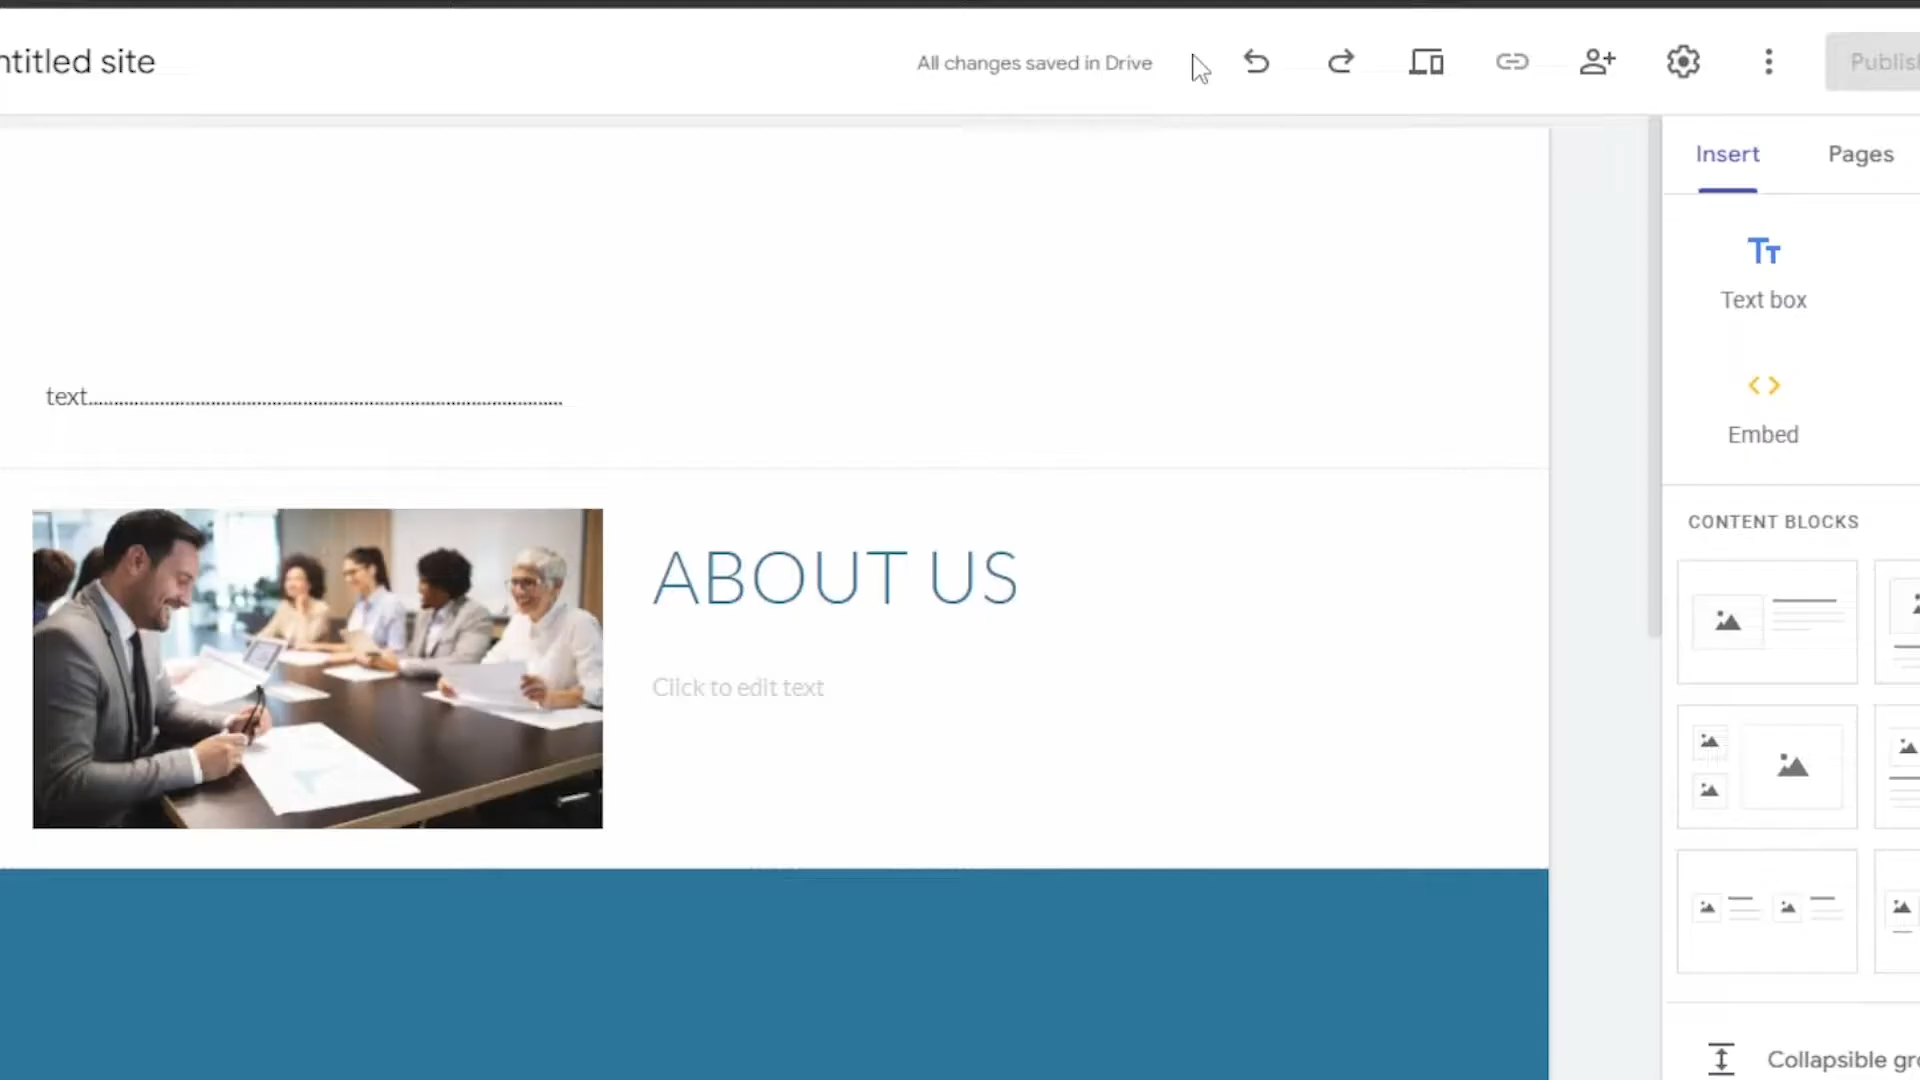 ntitled site
All changes saved in Drive
Publis
Insert
Pages
Text box
Embed
text................................................................................................................
ABOUT US
Click to edit text
CONTENT BLOCKS
Collapsible gro